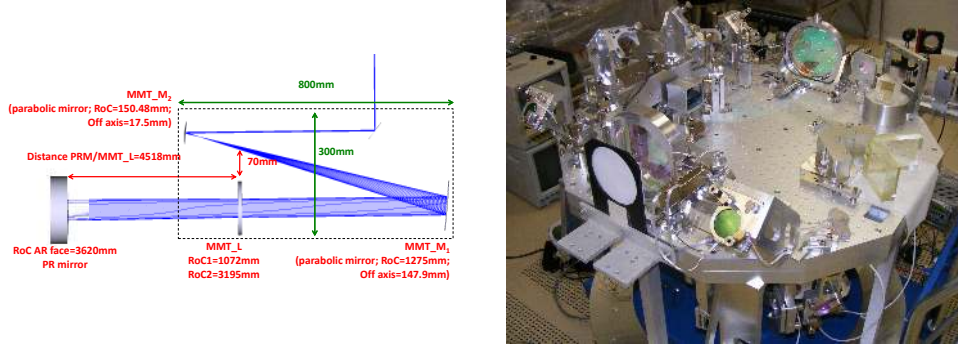 800mm
MMT_M2
(parabolic mirror; RoC=150.48mm;
Off axis=17.5mm)
300mm
Distance PRM/MMT_L=4518mm
70mm
RoC AR face=3620mm
PR mirror
MMT_L
RoC1=1072mm
RoC2=3195mm
MMT_M1
(parabolic mirror; RoC=1275mm;
Off axis=147.9mm)